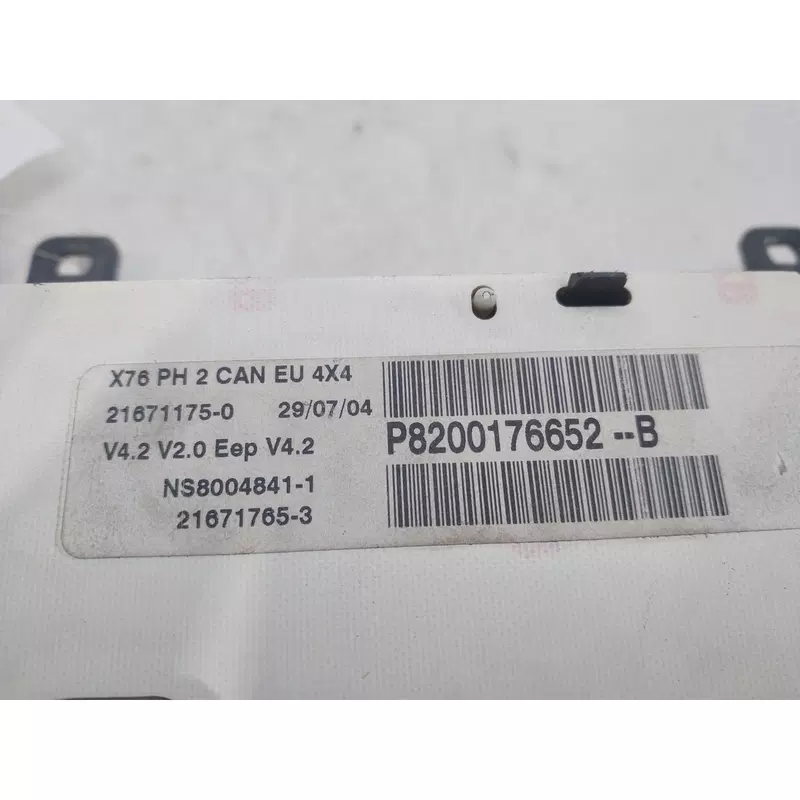 X76 PH 2 CAN EU 4X4
21671175-0 29/07/04
V4.2 V2.0 Eep V4.2
NS8004841-1
21671765-3
P8200176652--B